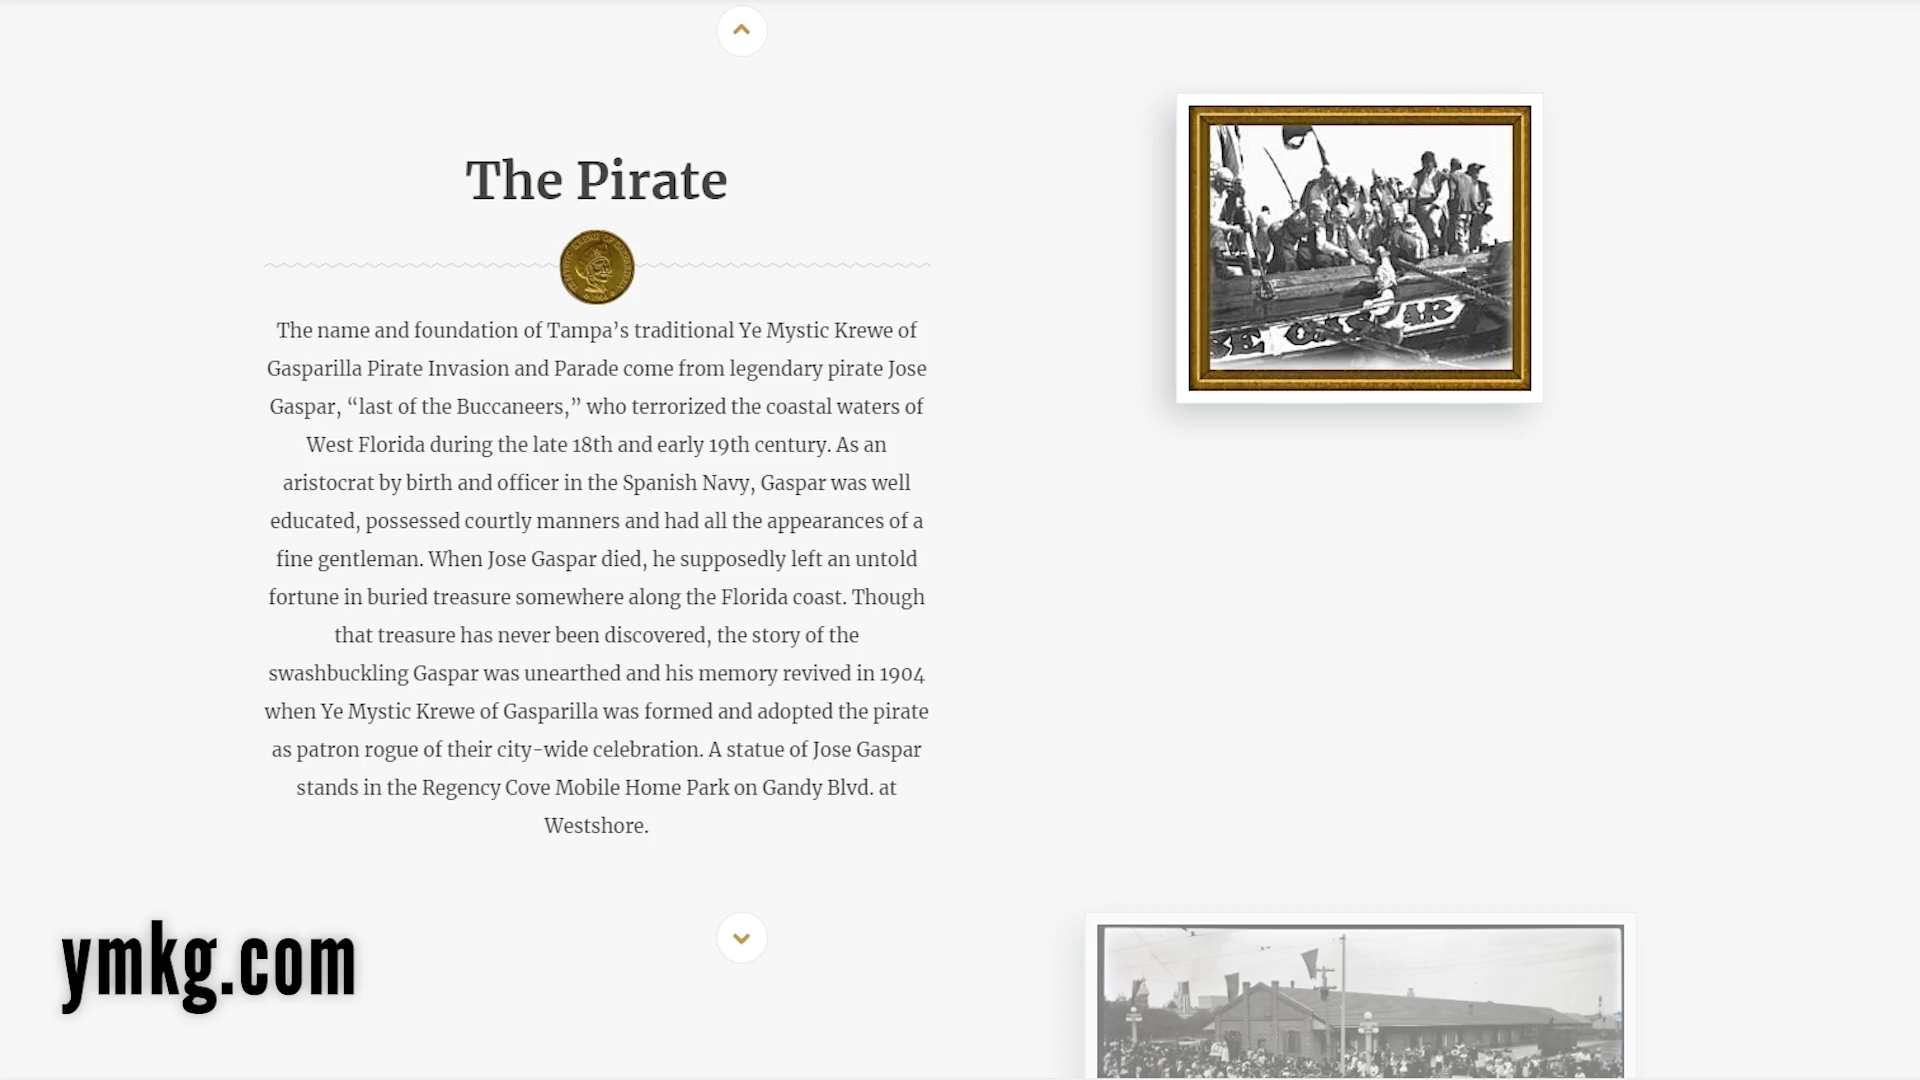 The Pirate
The name and foundation of Tampa’s traditional Ye Mystic Krewe of
Gasparilla Pirate Invasion and Parade come from legendary pirate Jose
Gaspar, “last of the Buccaneers,” who terrorized the coastal waters of
West Florida during the late 18th and early 19th century. As an
aristocrat by birth and officer in the Spanish Navy, Gaspar was well
educated, possessed courtly manners and had all the appearances of a
fine gentleman. When Jose Gaspar died, he supposedly left an untold
fortune in buried treasure somewhere along the Florida coast. Though
that treasure has never been discovered, the story of the
swashbuckling Gaspar was unearthed and his memory revived in 1904
when Ye Mystic Krewe of Gasparilla was formed and adopted the pirate
as patron rogue of their city-wide celebration. A statue of Jose Gaspar
stands in the Regency Cove Mobile Home Park on Gandy Blvd. at
Westshore.
GASPAR
ymkg.com